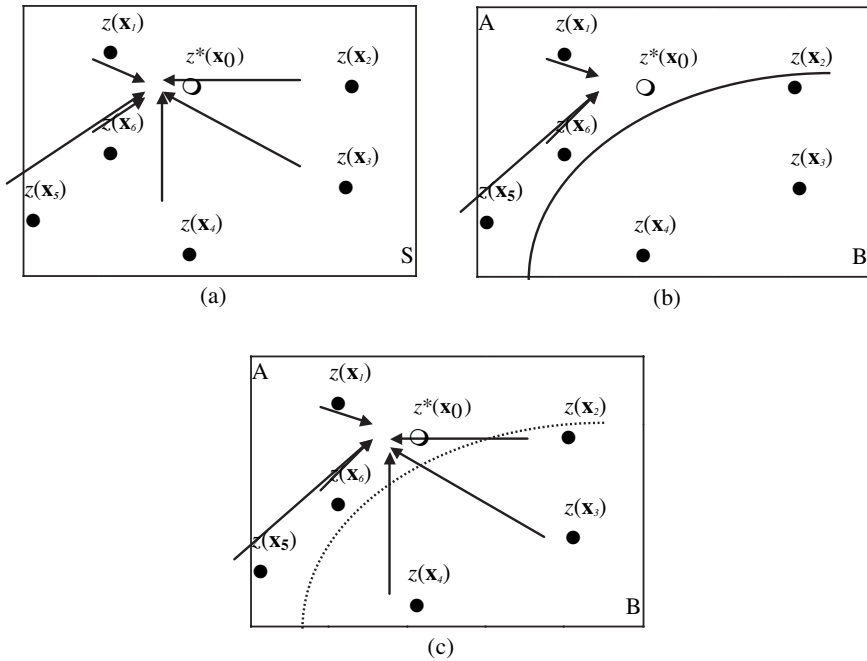 z(x₁)
z*(x0)
z(x₂)
z(x₆)
z(x₃)
z(x₅)
z(x₄)
S
(a)
A
z(x₁)
z*(x0)
z(x₂)
z(x₆)
z(x₃)
z(x5)
z(x₄)
B
(b)
A
z(x₁)
z*(x0)
z(x₂)
z(x₆)
z(x₃)
z(x5)
z(x₄)
B
(c)